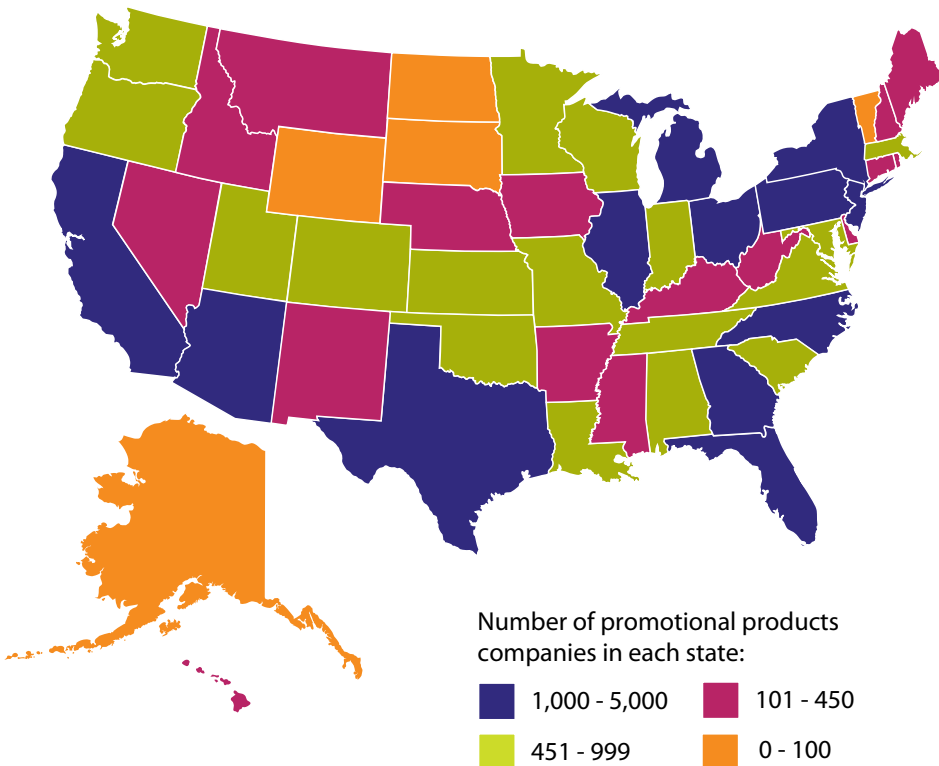 Number of promotional products
companies in each state:
1,000 - 5,000
101 - 450
451 - 999
0 - 100